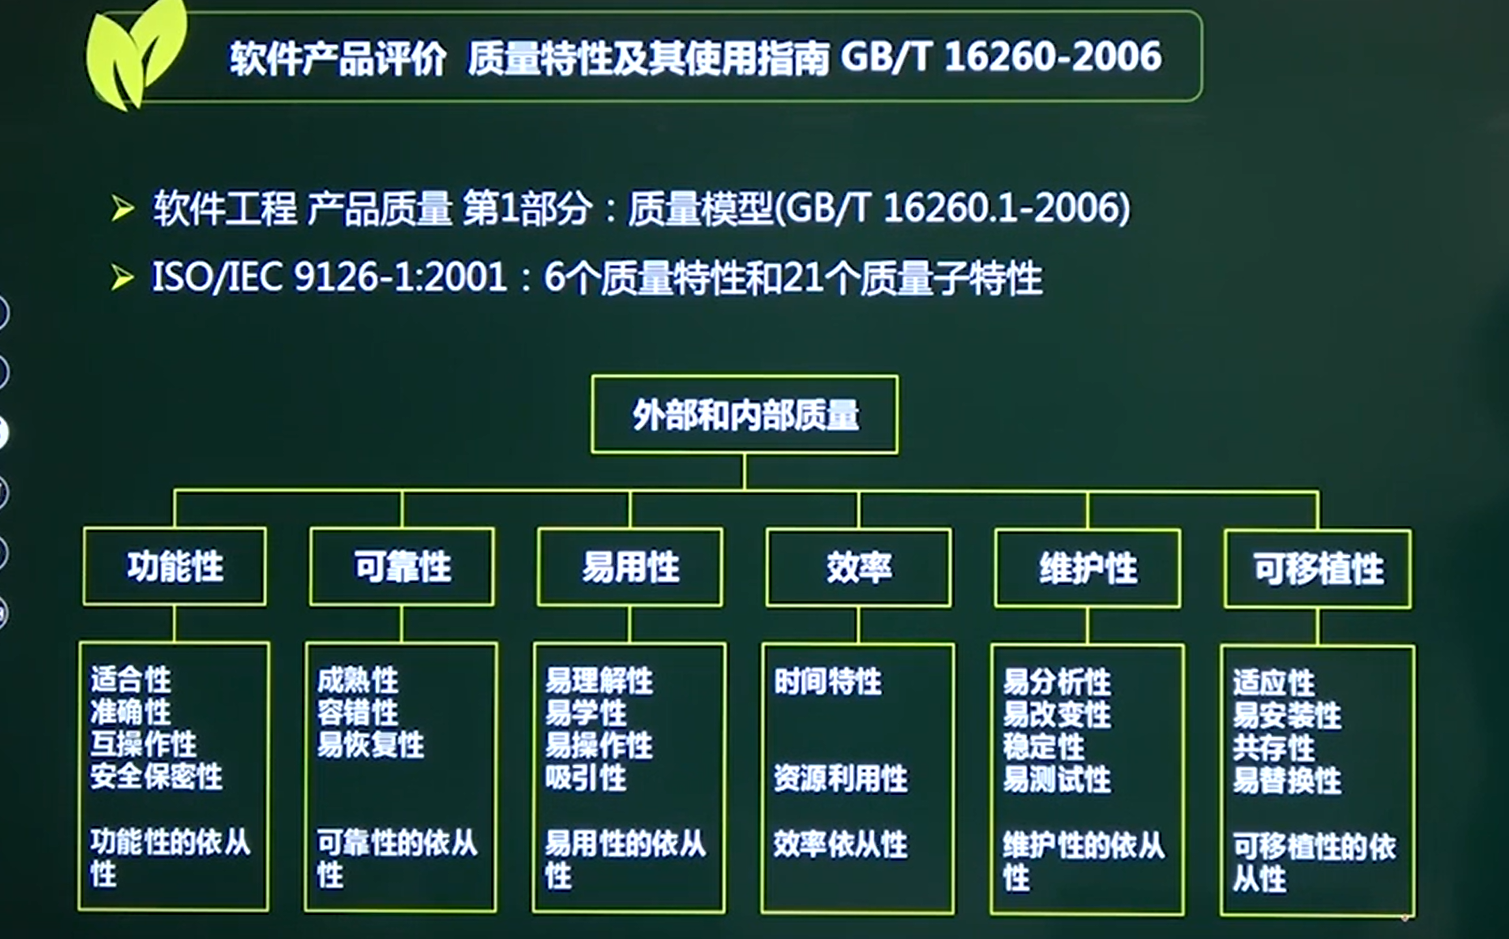 软件产品评价 质量特性及其使用指南 GB/T 16260-2006
软件工程 产品质量 第1部分：质量模型(GB/T 16260.1-2006)
ISO/IEC 9126-1:2001：6个质量特性和21个质量子特性
外部和内部质量
功能性
可靠性
易用性
效率
维护性
可移植性
适合性
准确性
互操作性
安全保密性
功能性的依从
性
成熟性
容错性
易恢复性
可靠性的依从
性
易理解性
易学性
易操作性
吸引性
易用性的依从
性
时间特性
资源利用性
效率依从性
易分析性
易改变性
稳定性
易测试性
维护性的依从
性
适应性
易安装性
共存性
易替换性
可移植性的依
从性